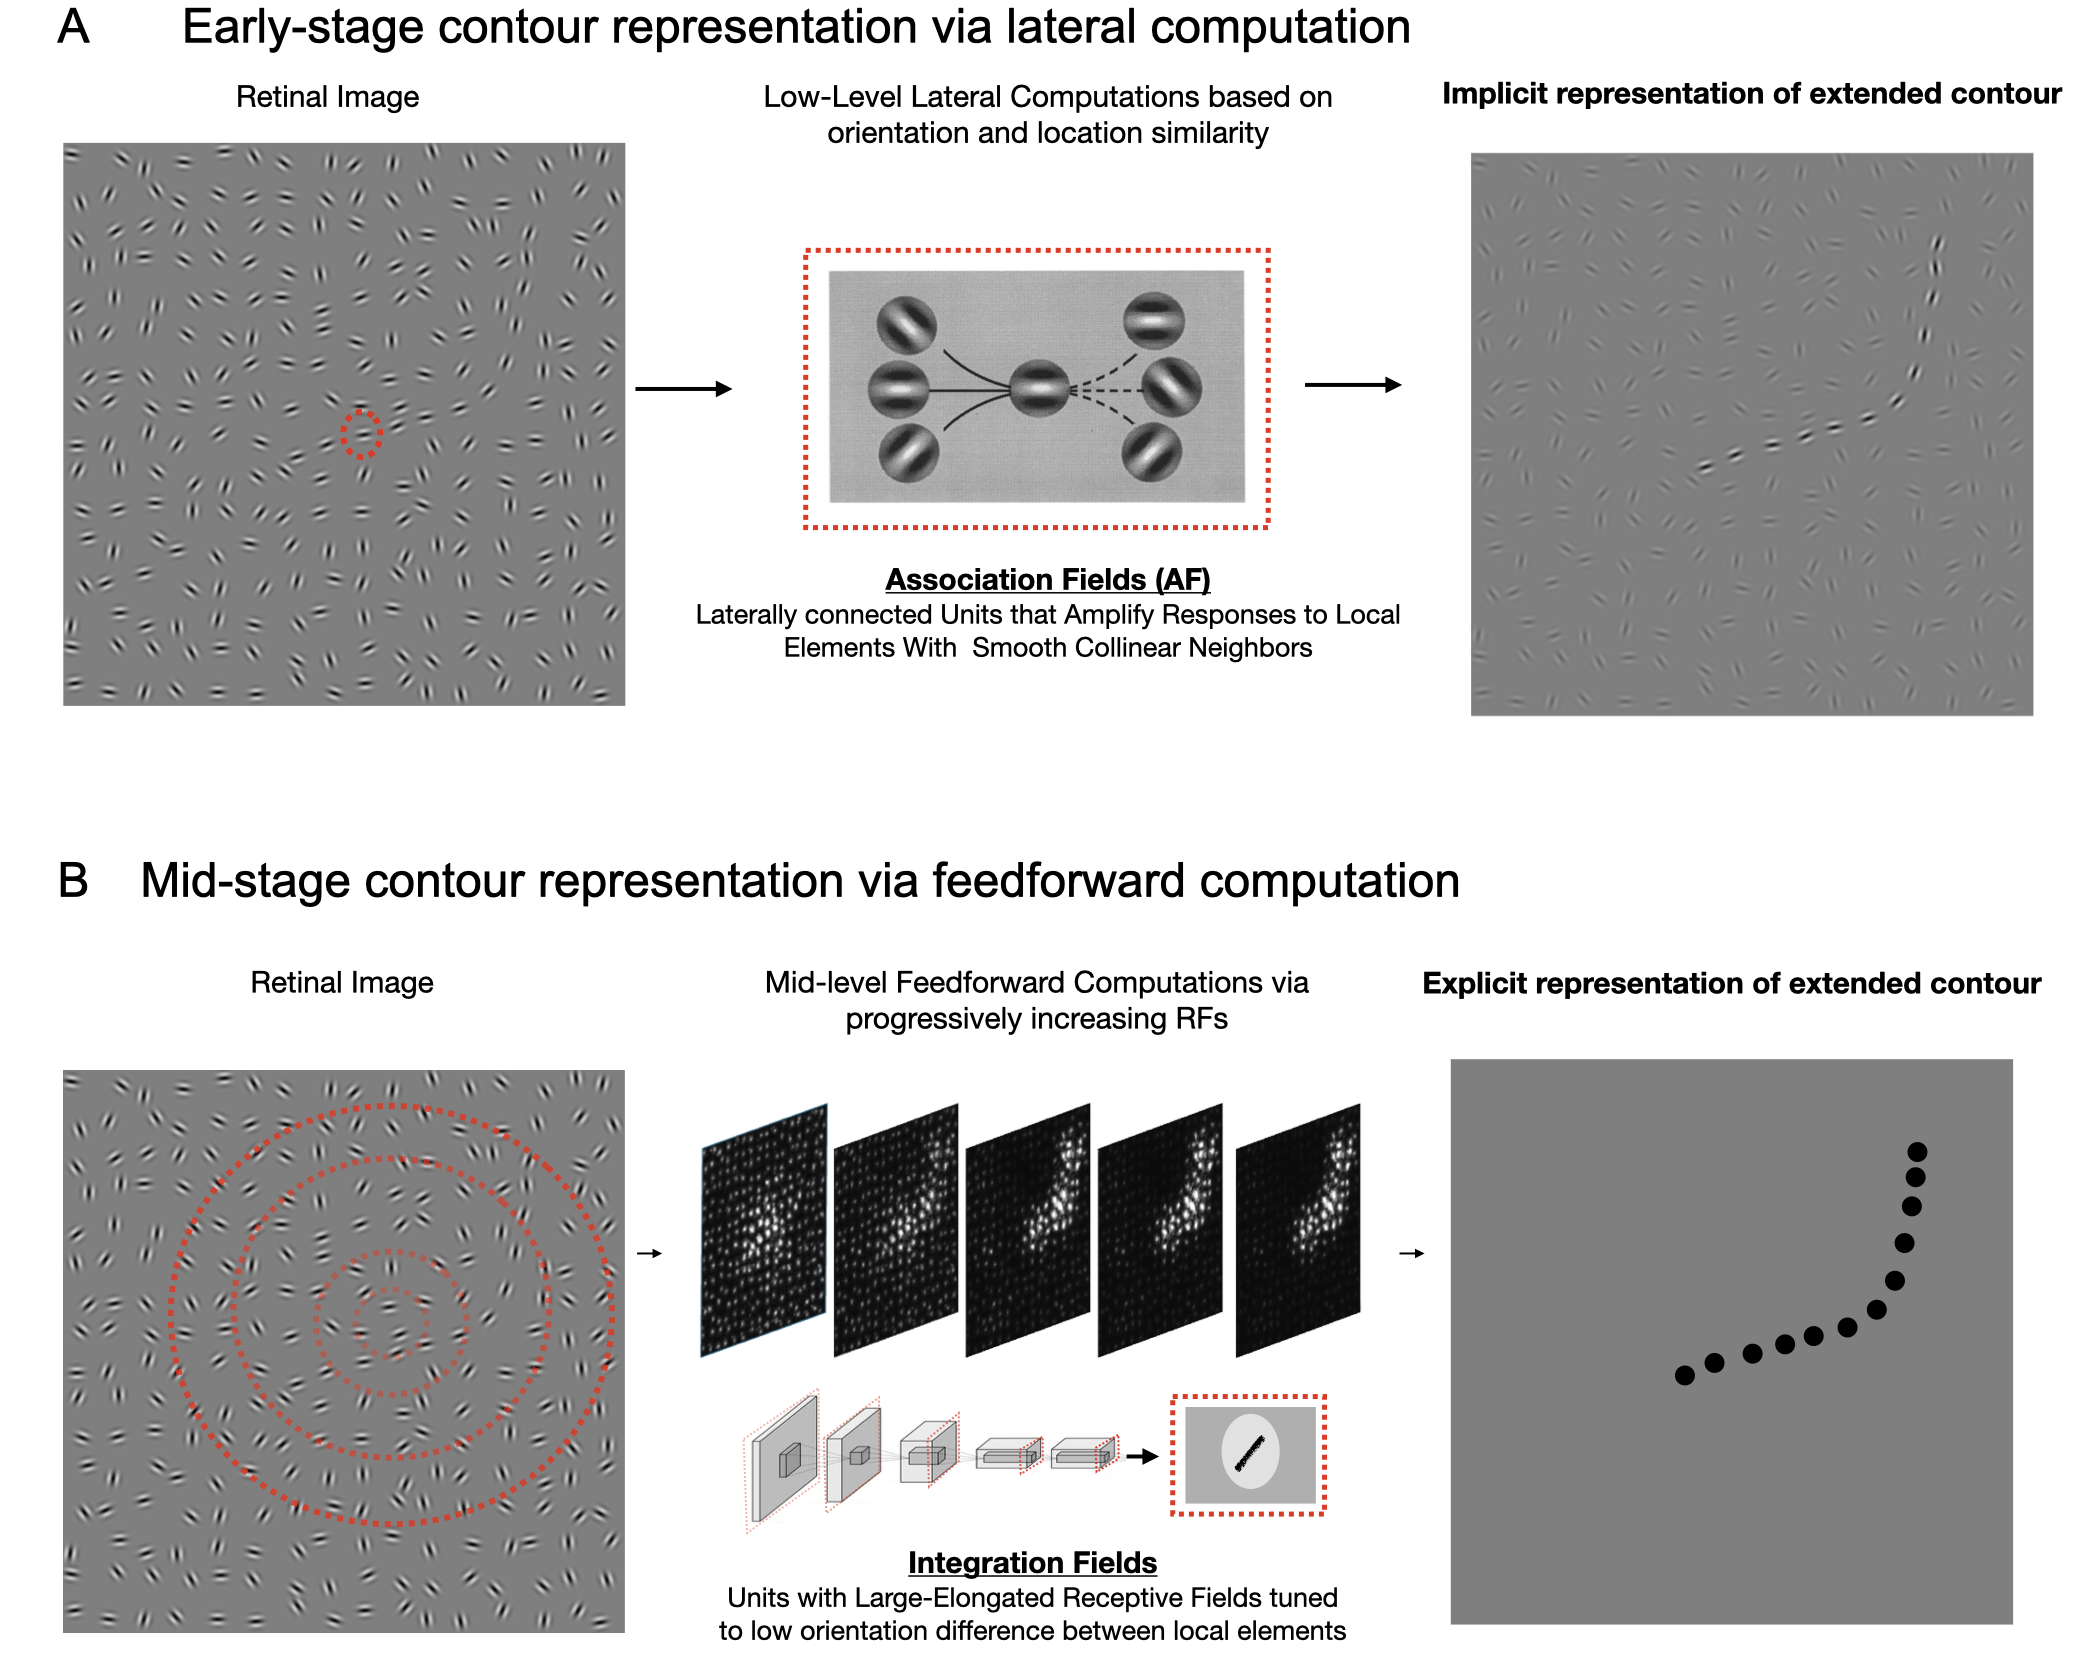 A Early-stage contour representation via lateral computation
Retinal Image
Low-Level Lateral Computations based on
orientation and location similarity
Implicit representation of extended contour
Association Fields (AF)
Laterally connected Units that Amplify Responses to Local
Elements With Smooth Collinear Neighbors
B Mid-stage contour representation via feedforward computation
Retinal Image
Mid-level Feedforward Computations via
progressively increasing RFs
Explicit representation of extended contour
Integration Fields
Units with Large-Elongated Receptive Fields tuned
to low orientation difference between local elements